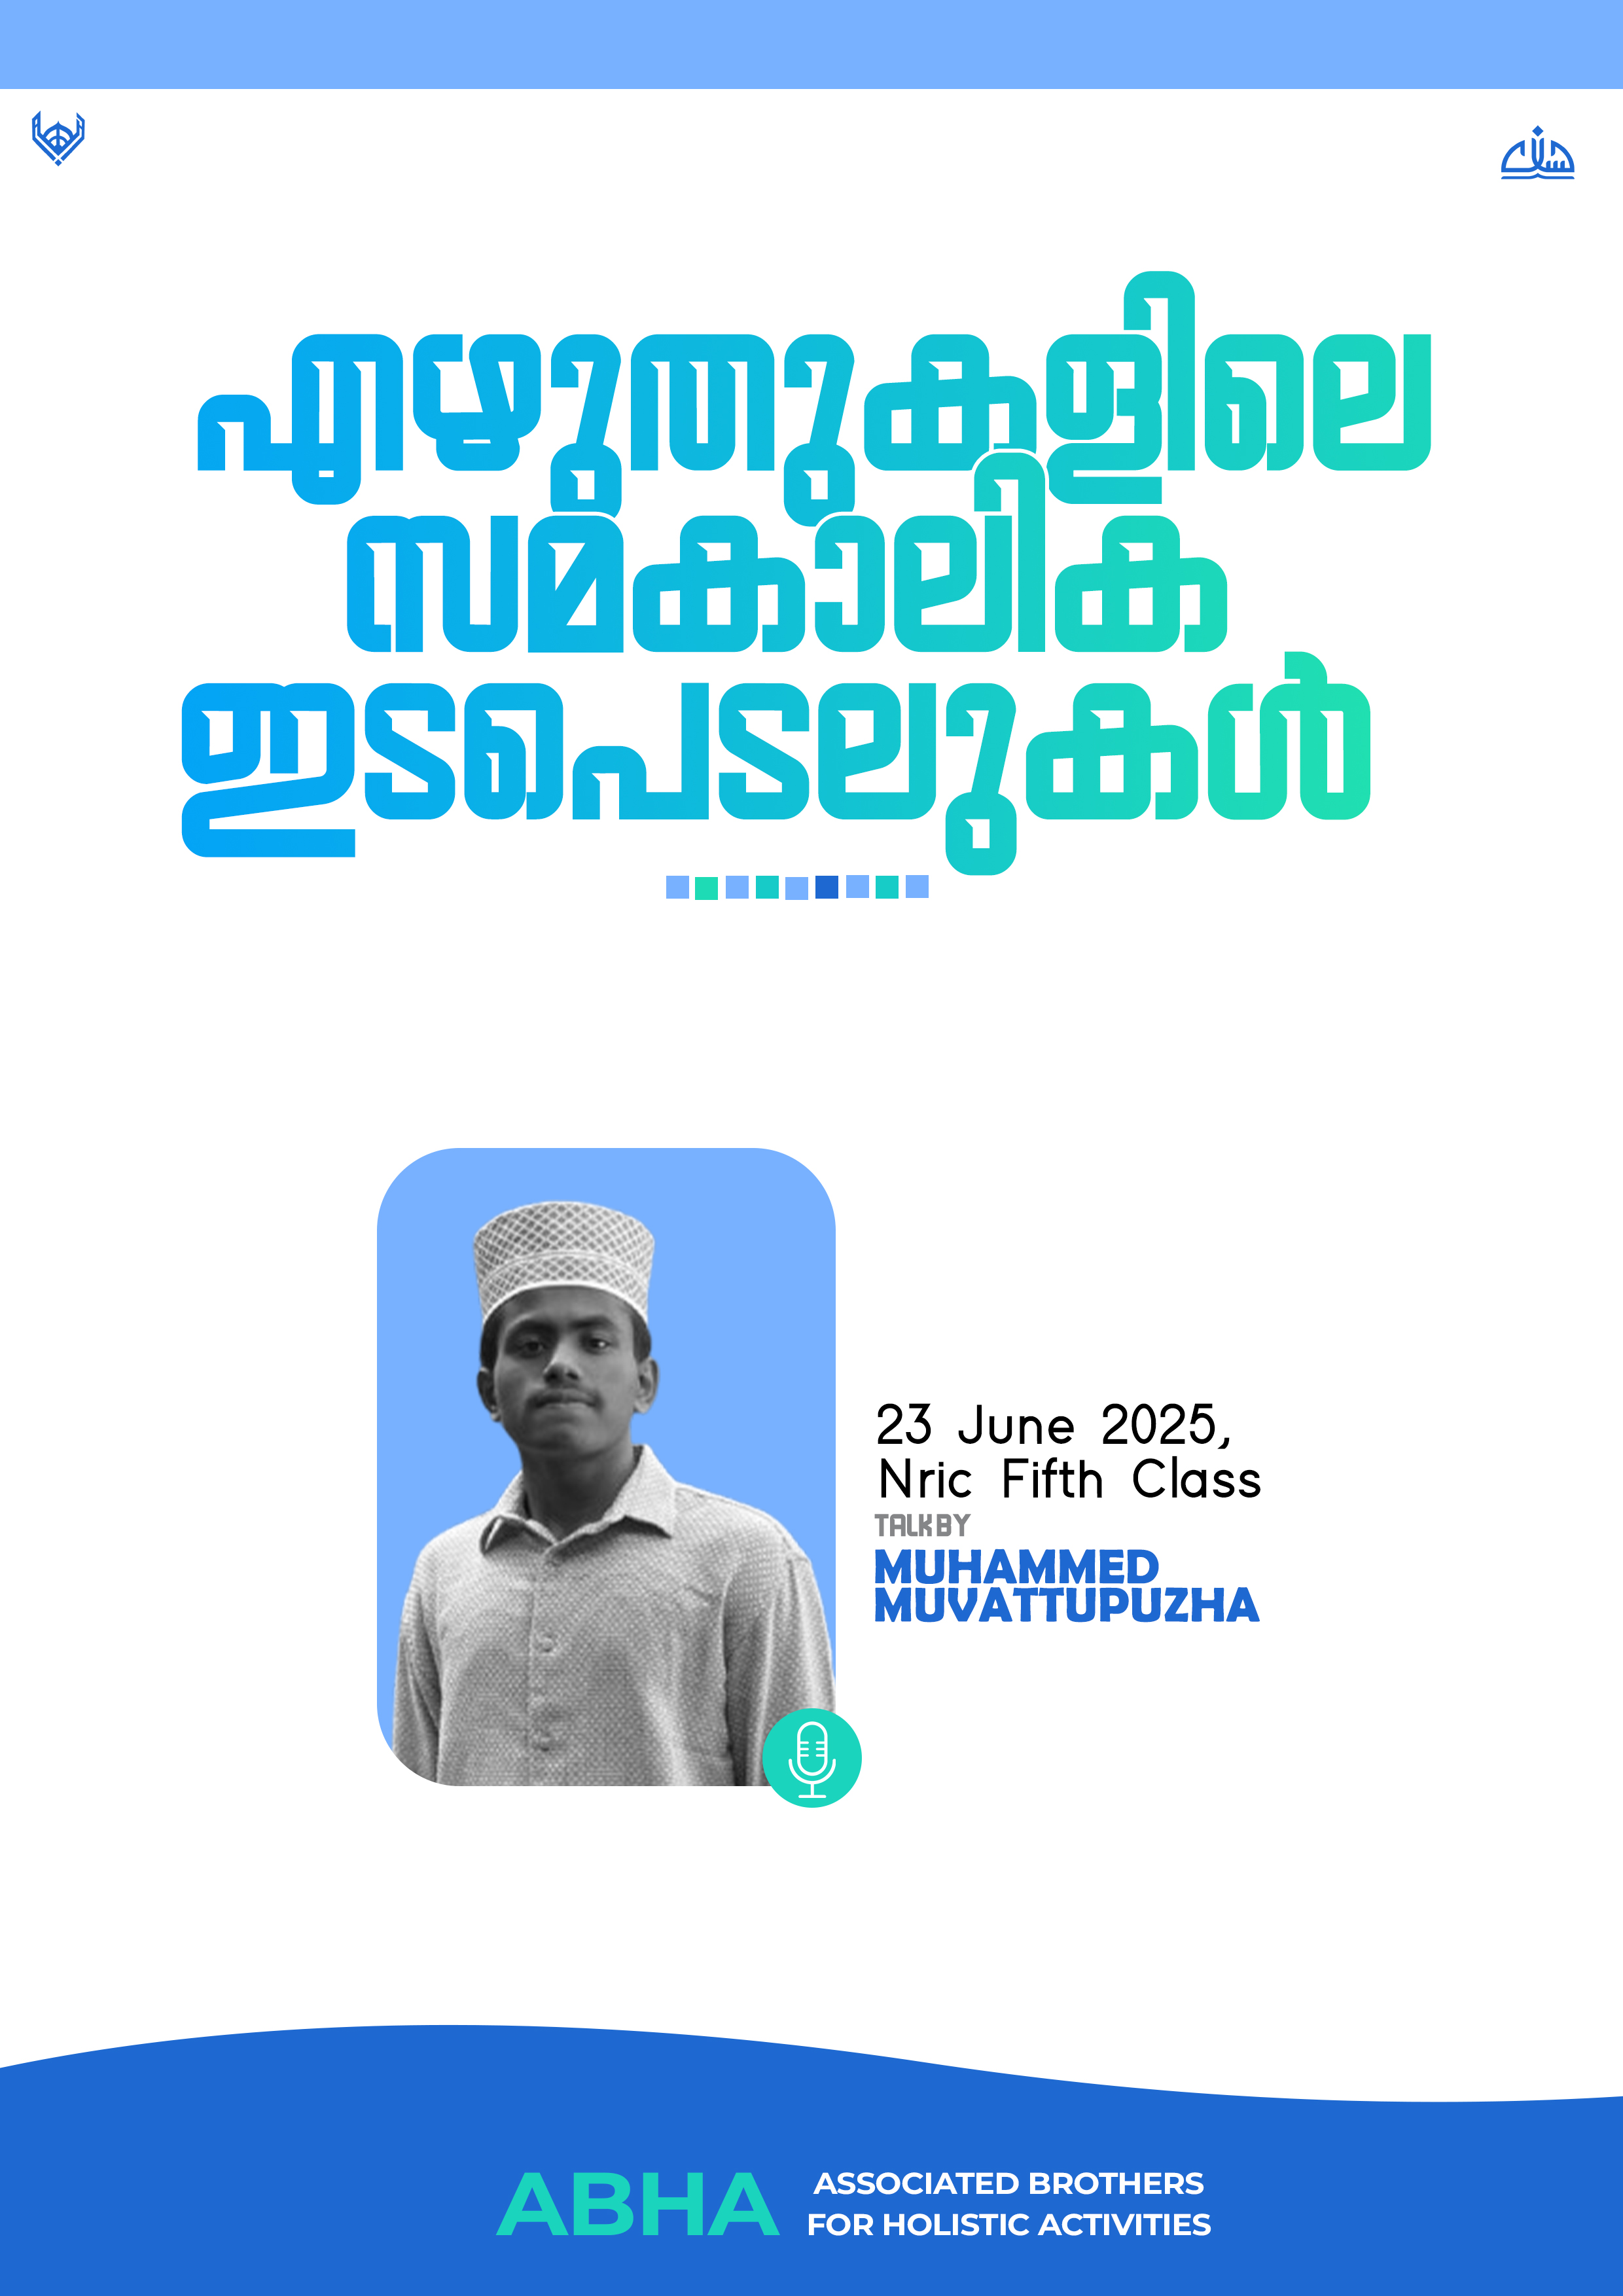 എഴുതുകളിലെ
സമകാലിക
ഇടപെടലുകൾ
23 June 2025,
Nric Fifth Class
TALK BY
MUHAMMED
MUVATTUPUZHA
ABHA
ASSOCIATED BROTHERS
FOR HOLISTIC ACTIVITIES